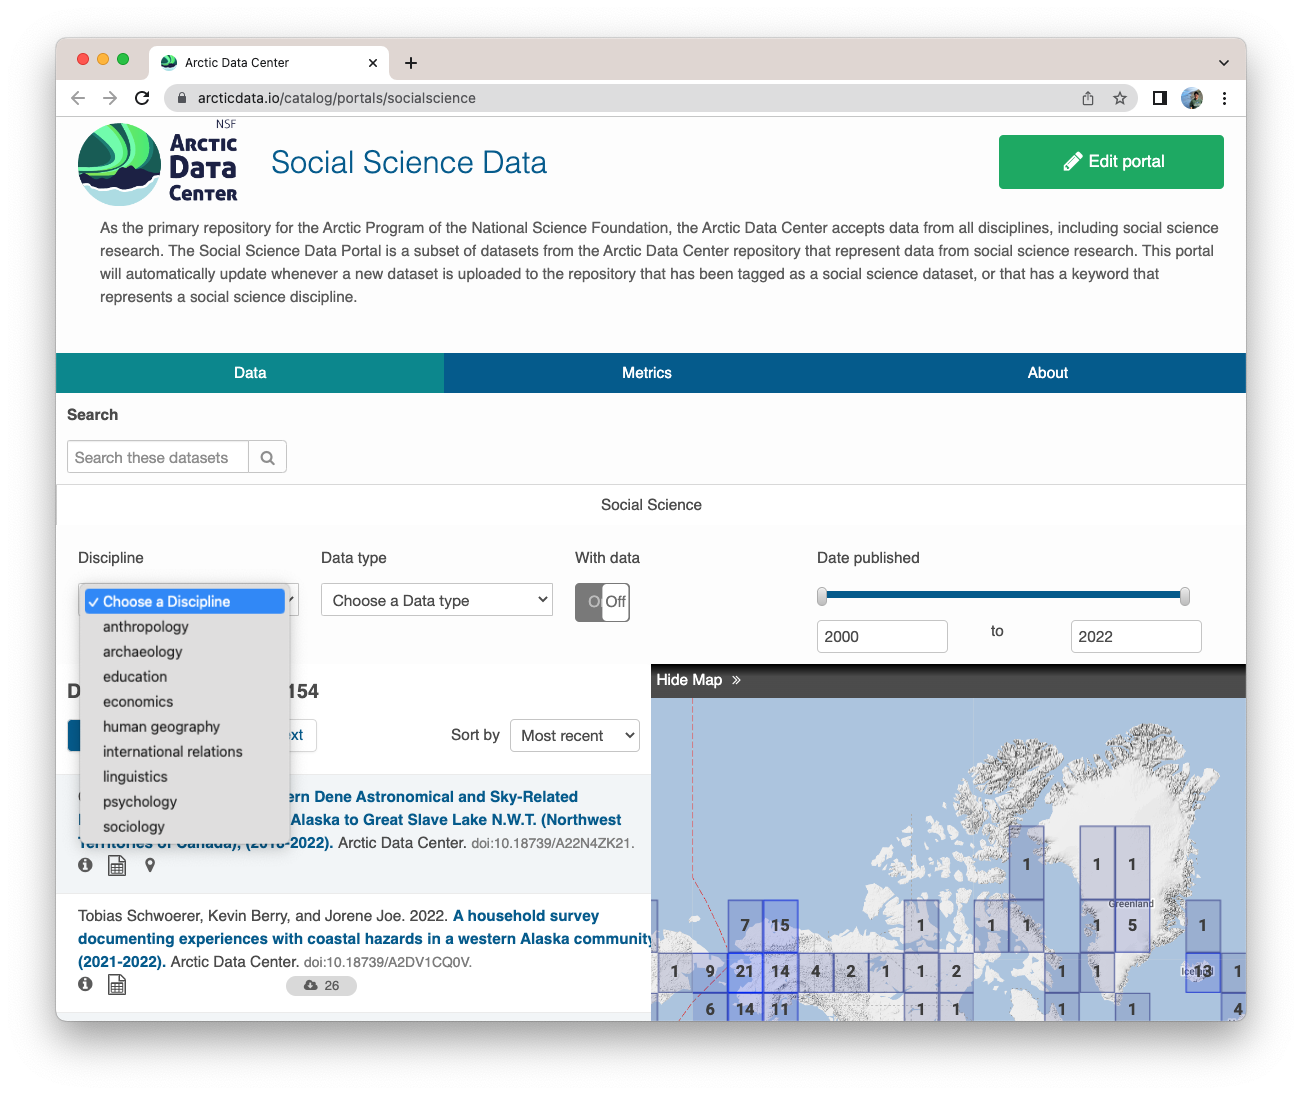 Arctic Data Center
arcticdata.io/catalog/portals/socialscience
NSF
ARCTIC
DATA
CENTER
Social Science Data
Edit portal
As the primary repository for the Arctic Program of the National Science Foundation, the Arctic Data Center accepts data from all disciplines, including social science
research. The Social Science Data Portal is a subset of datasets from the Arctic Data Center repository that represent data from social science research. This portal
will automatically update whenever a new dataset is uploaded to the repository that has been tagged as a social science dataset, or that has a keyword that
represents a social science discipline.
Data Metrics About
Search
Search these datasets
Social Science
Discipline Data type With data Date published
Choose a Data type
Off
2000 to 2022
✓ Choose a Discipline
anthropology
archaeology
education
economics
human geography
international relations
linguistics
psychology
sociology
154
Sort by Most recent
Hide Map »
Dene Astronomical and Sky-Related
Alaska to Great Slave Lake N.W.T. (Northwest
Territories of Canada), Arctic Data Center. doi:10.18739/A22N4ZK21.
Tobias Schwoerer, Kevin Berry, and Jorene Joe. 2022. A household survey
documenting experiences with coastal hazards in a western Alaska community
(2021-2022). Arctic Data Center. doi:10.18739/A2DV1CQ0V.
26
1 1 1
Greenland
7 15 1 1 1 1 5 1
1 9 21 14 4 2 1 1 2 1 1 Iceland 13 1
6 14 11 1 1 1 1 4